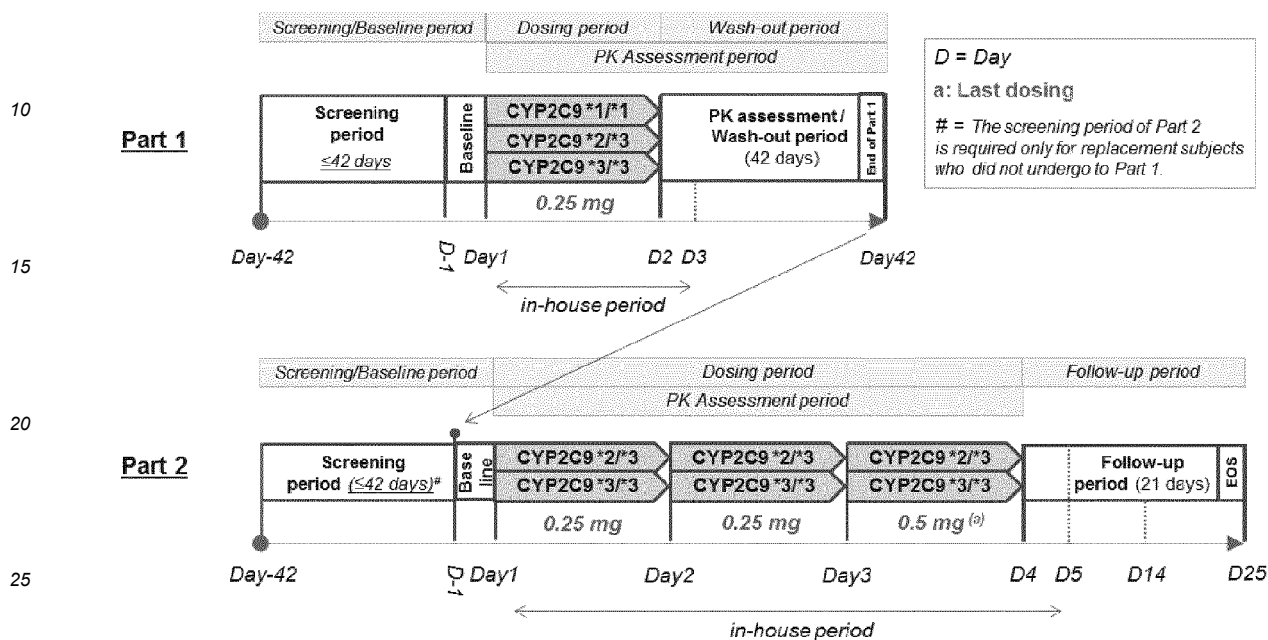 Screening/Baseline period Dosing period Wash-out period
PK Assessment period
D = Day
a: Last dosing
# = The screening period of Part 2
is required only for replacement subjects
who did not undergo to Part 1.
10
Part 1
Screening
period
≤42 days
Baseline
CYP2C9 *1/*1
CYP2C9 *2/*3
CYP2C9 *3/*3
PK assessment /
Wash-out period
(42 days)
End of Part 1
0.25 mg
15
Day-42 D-1 Day1 D2 D3 Day42
in-house period
Screening/Baseline period Dosing period Follow-up period
PK Assessment period
20
Part 2
Screening
period (≤42 days)#
Base
line
CYP2C9 *2/*3 CYP2C9 *2/*3 CYP2C9 *2/*3
CYP2C9 *3/*3 CYP2C9 *3/*3 CYP2C9 *3/*3
Follow-up
period (21 days)
EOS
0.25 mg 0.25 mg 0.5 mg (a)
25
Day-42 D-1 Day1 Day2 Day3 D4 D5 D14 D25
in-house period